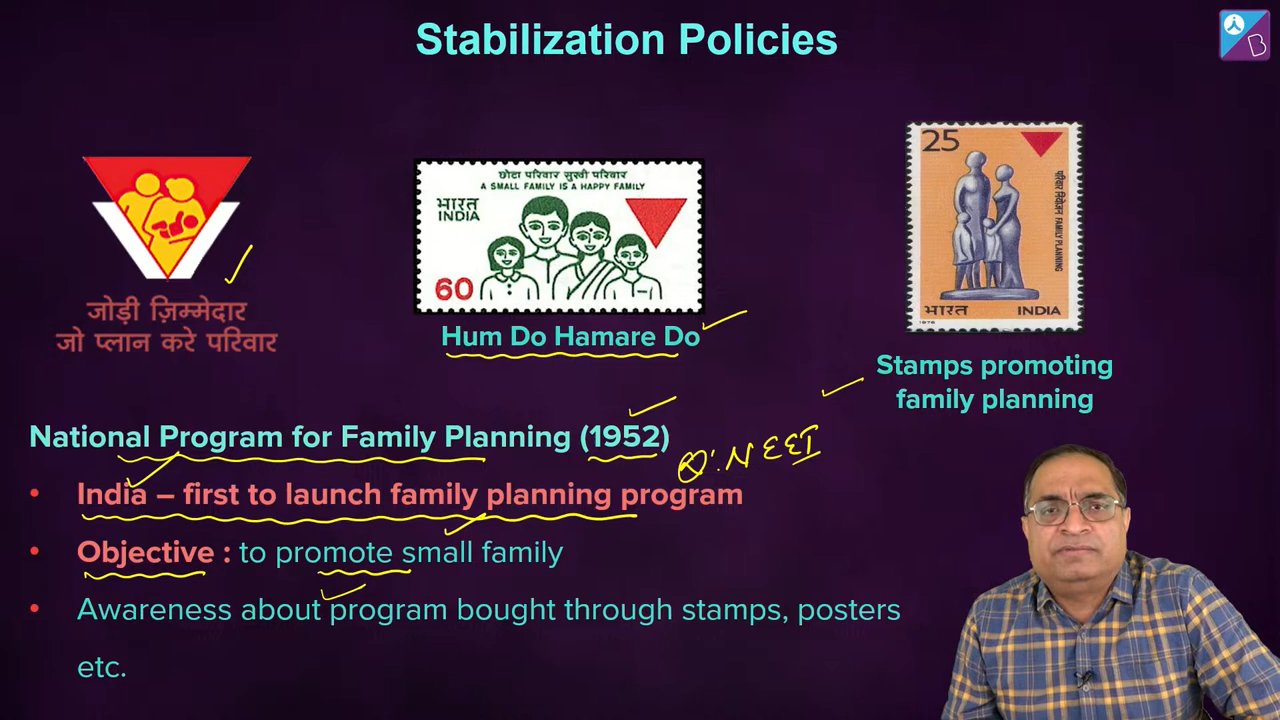 Stabilization Policies
B
जोड़ी ज़िम्मेदार
जो प्लान करे परिवार
छोटा परिवार सुखी परिवार
A SMALL FAMILY IS A HAPPY FAMILY
भारत
INDIA
60
Hum Do Hamare Do
25
परिवार नियोजन FAMILY PLANNING
भारत INDIA
1976
Stamps promoting
family planning
National Program for Family Planning (1952)
Q: NEET
• India – first to launch family planning program
• Objective : to promote small family
• Awareness about program bought through stamps, posters
etc.